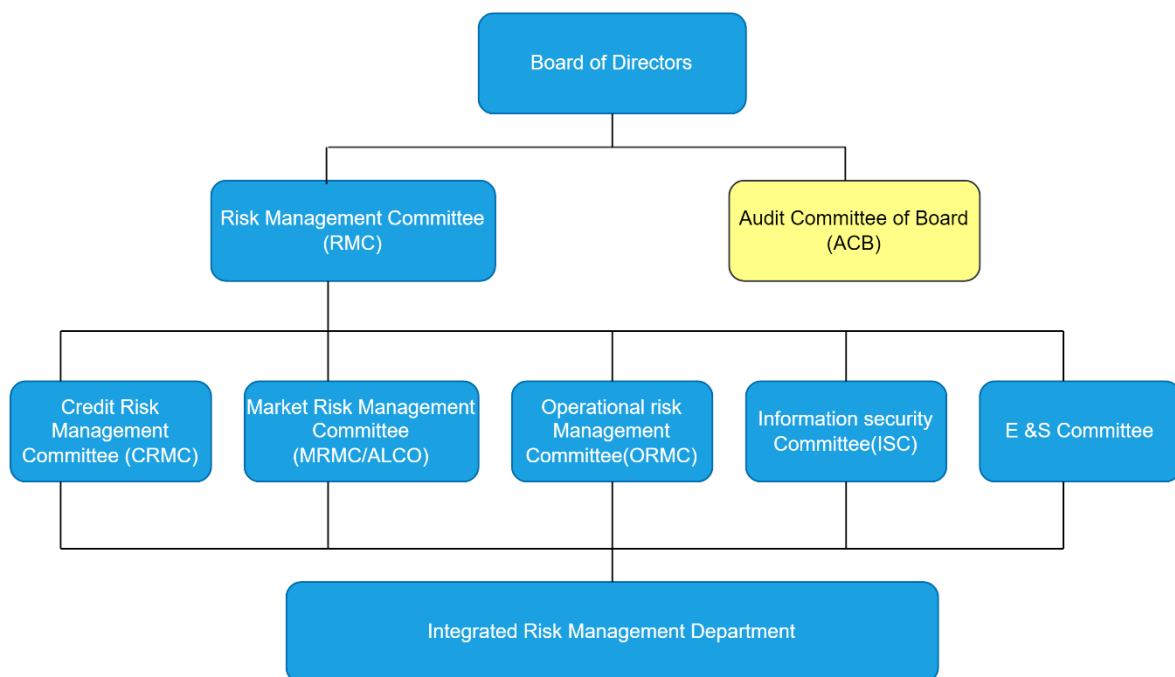 Board of Directors
Risk Management Committee
(RMC)
Audit Committee of Board
(ACB)
Credit Risk
Management
Committee (CRMC)
Market Risk Management
Committee
(MRMC/ALCO)
Operational risk
Management
Committee(ORMC)
Information security
Committee(ISC)
E &S Committee
Integrated Risk Management Department